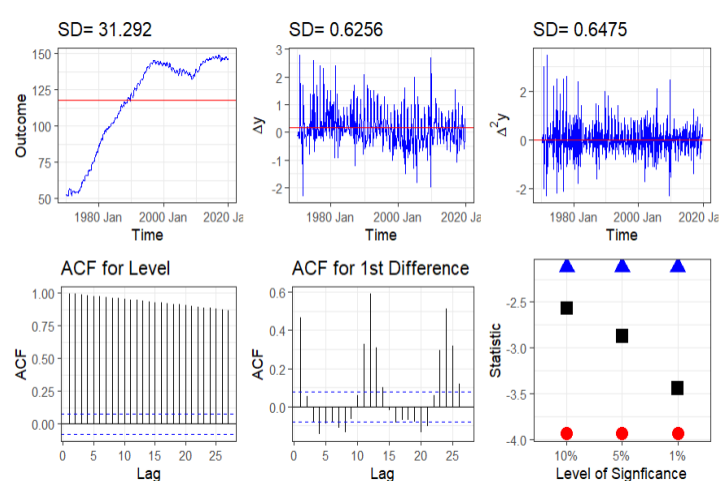 SD= 31.292
SD= 0.6256
SD= 0.6475
Outcome
150
125
100
75
50
1980 Jan
2000 Jan
2020 Ja
Time
Δy
3
2
1
0
-1
-2
1980 Jan
2000 Jan
2020 Ja
Time
Δ²y
2
0
-2
1980 Jan
2000 Jan
2020 Ja
Time
ACF for Level
ACF
1.00
0.75
0.50
0.25
0.00
0
5
10
15
20
25
Lag
ACF for 1st Difference
ACF
0.6
0.4
0.2
0.0
0
5
10
15
20
25
Lag
Statistic
-2.5
-3.0
-3.5
-4.0
10%
5%
1%
Level of Signficance